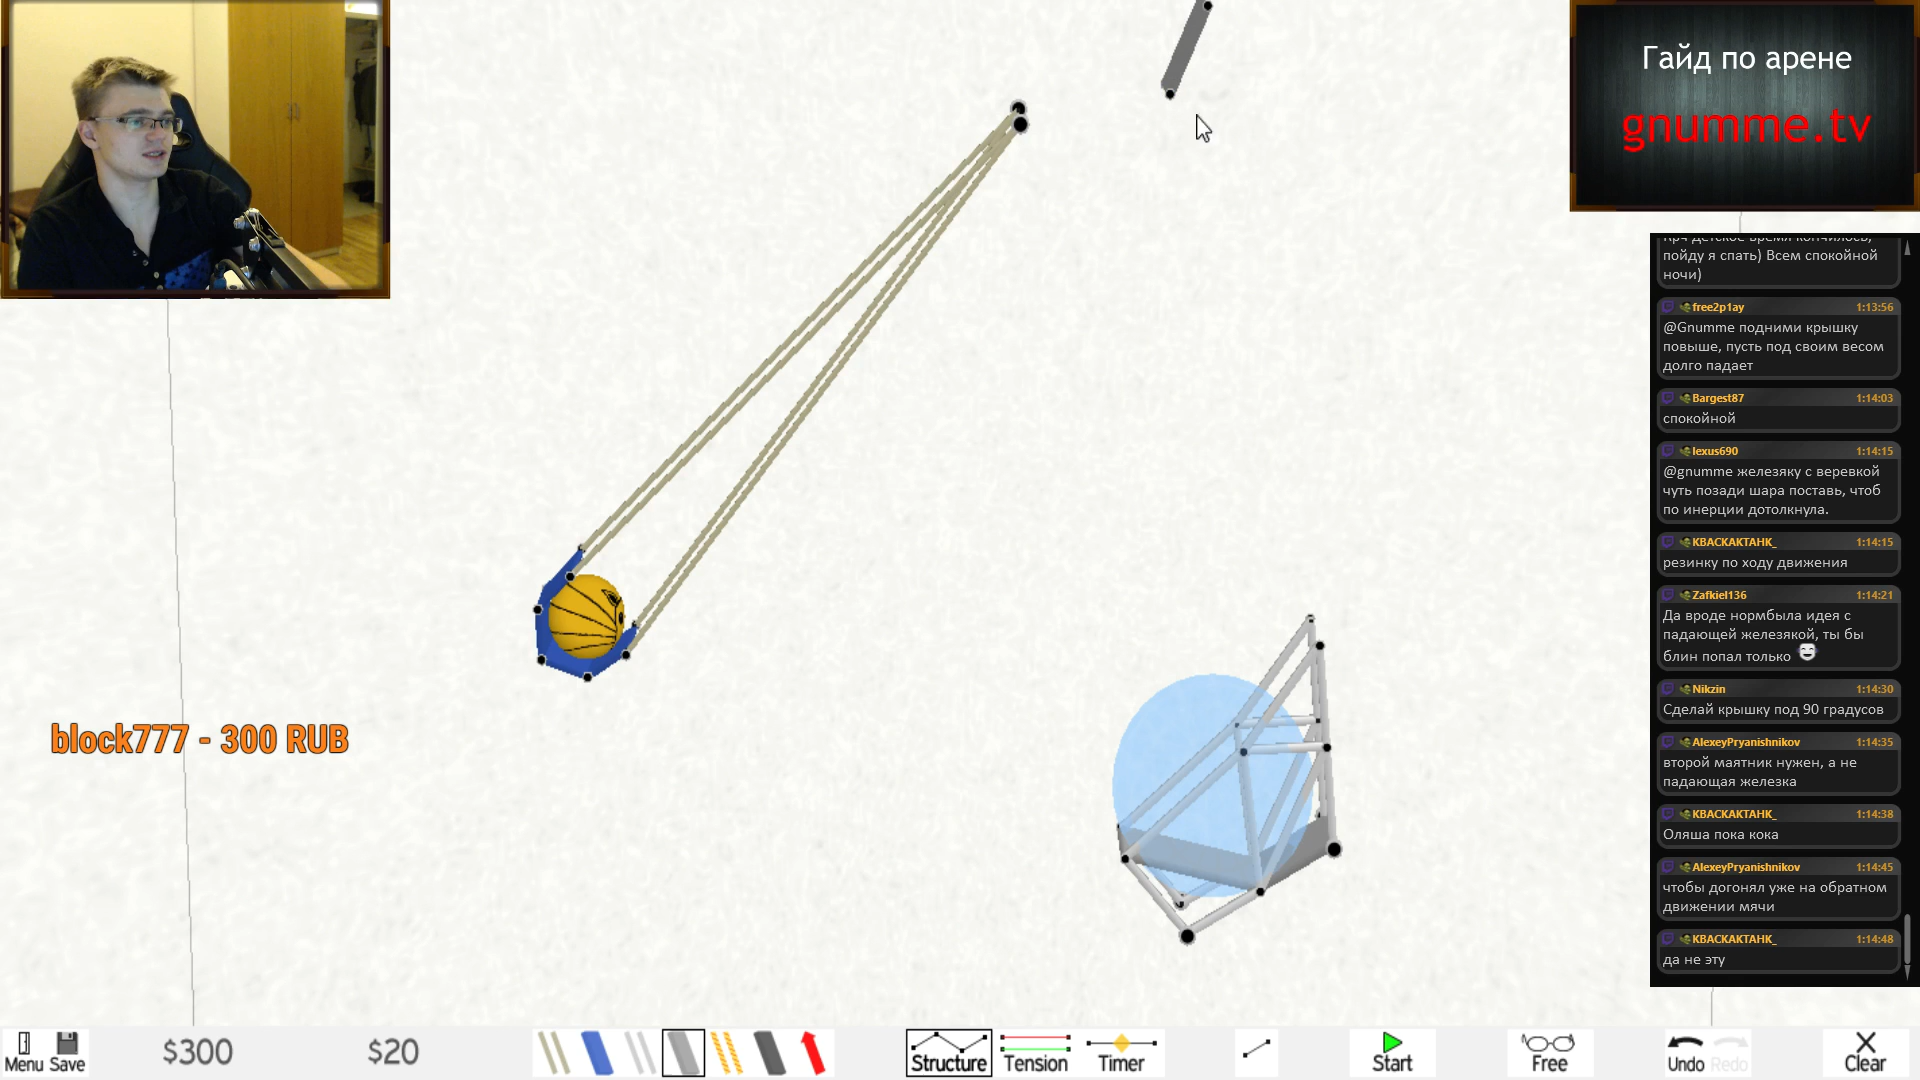 Гайд по арене
gnumme.tv
пойду я спать) Всем спокойной
ночи)
free2p1ay 1:13:56
@Gnumme подними крышку
повыше, пусть под своим весом
долго падает
Bargest87 1:14:03
спокойной
lexus690 1:14:15
@gnumme железяку с веревкой
чуть позади шара поставь, чтоб
по инерции дотолкнула.
KBACKAKTAHK_ 1:14:15
резинку по ходу движения
Zafkiel136 1:14:21
Да вроде нормбыла идея с
падающей железякой, ты бы
блин попал только
Nikzin 1:14:30
Сделай крышку под 90 градусов
AlexeyPryanishnikov 1:14:35
второй маятник нужен, а не
падающая железка
KBACKAKTAHK_ 1:14:38
Оляша пока кока
AlexeyPryanishnikov 1:14:45
чтобы догонял уже на обратном
движении мячи
KBACKAKTAHK_ 1:14:48
да не эту
block777 - 300 RUB
Menu Save $300 $20 Structure Tension Timer Start Free Undo Redo Clear